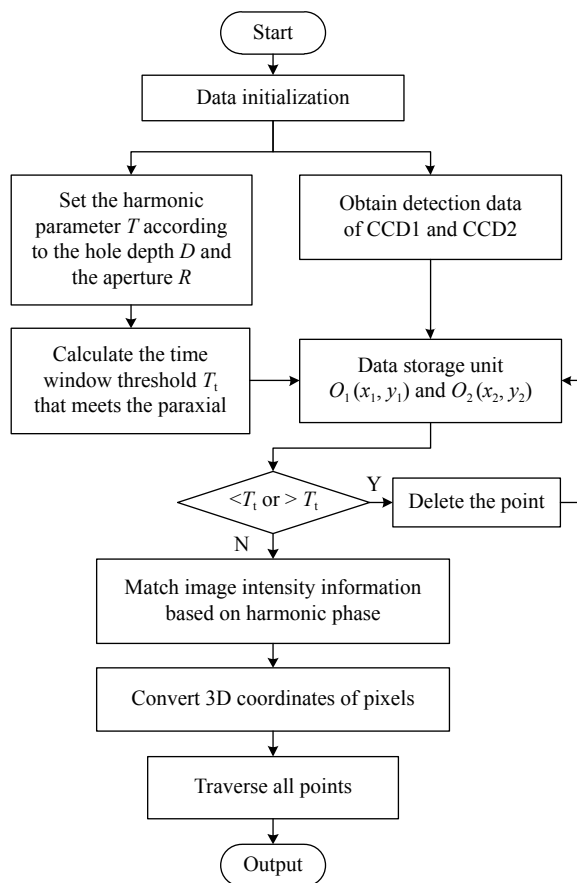 Start
Data initialization
Set the harmonic
parameter T according
to the hole depth D and
the aperture R
Obtain detection data
of CCD1 and CCD2
Calculate the time
window threshold Tₜ
that meets the paraxial
Data storage unit
O₁(x₁, y₁) and O₂(x₂, y₂)
<Tₜ or > Tₜ
Y
Delete the point
N
Match image intensity information
based on harmonic phase
Convert 3D coordinates of pixels
Traverse all points
Output